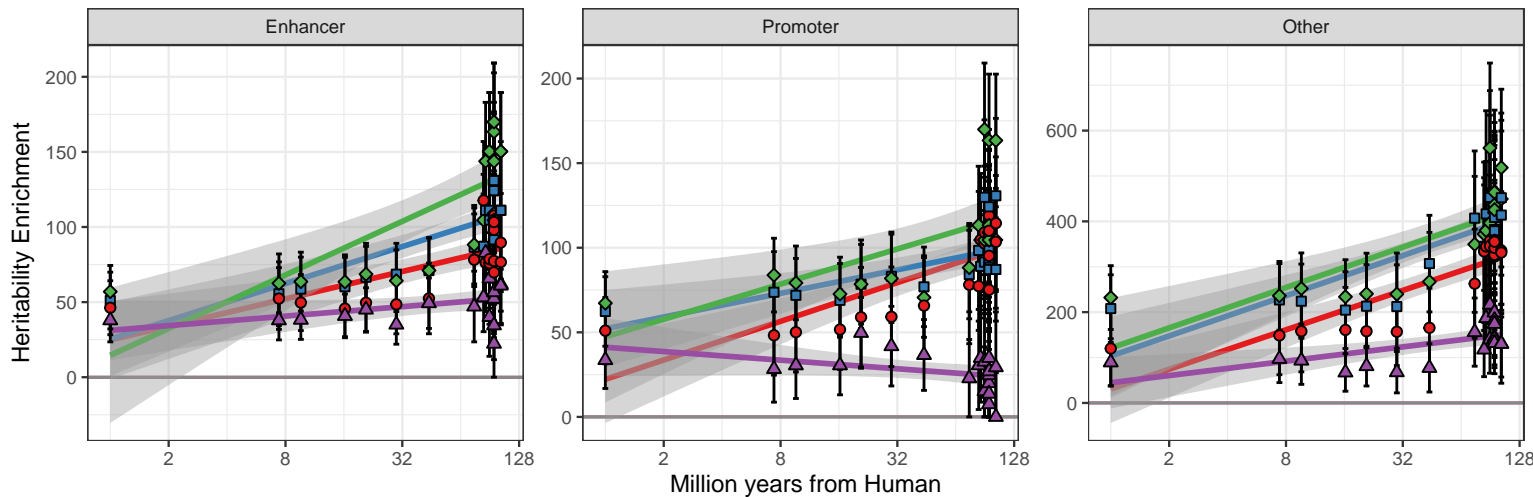 Enhancer
Promoter
Other
Heritability Enrichment
200
150
100
50
0
200
150
100
50
0
600
400
200
0
2 8 32 128
2 8 32 128
2 8 32 128
Million years from Human